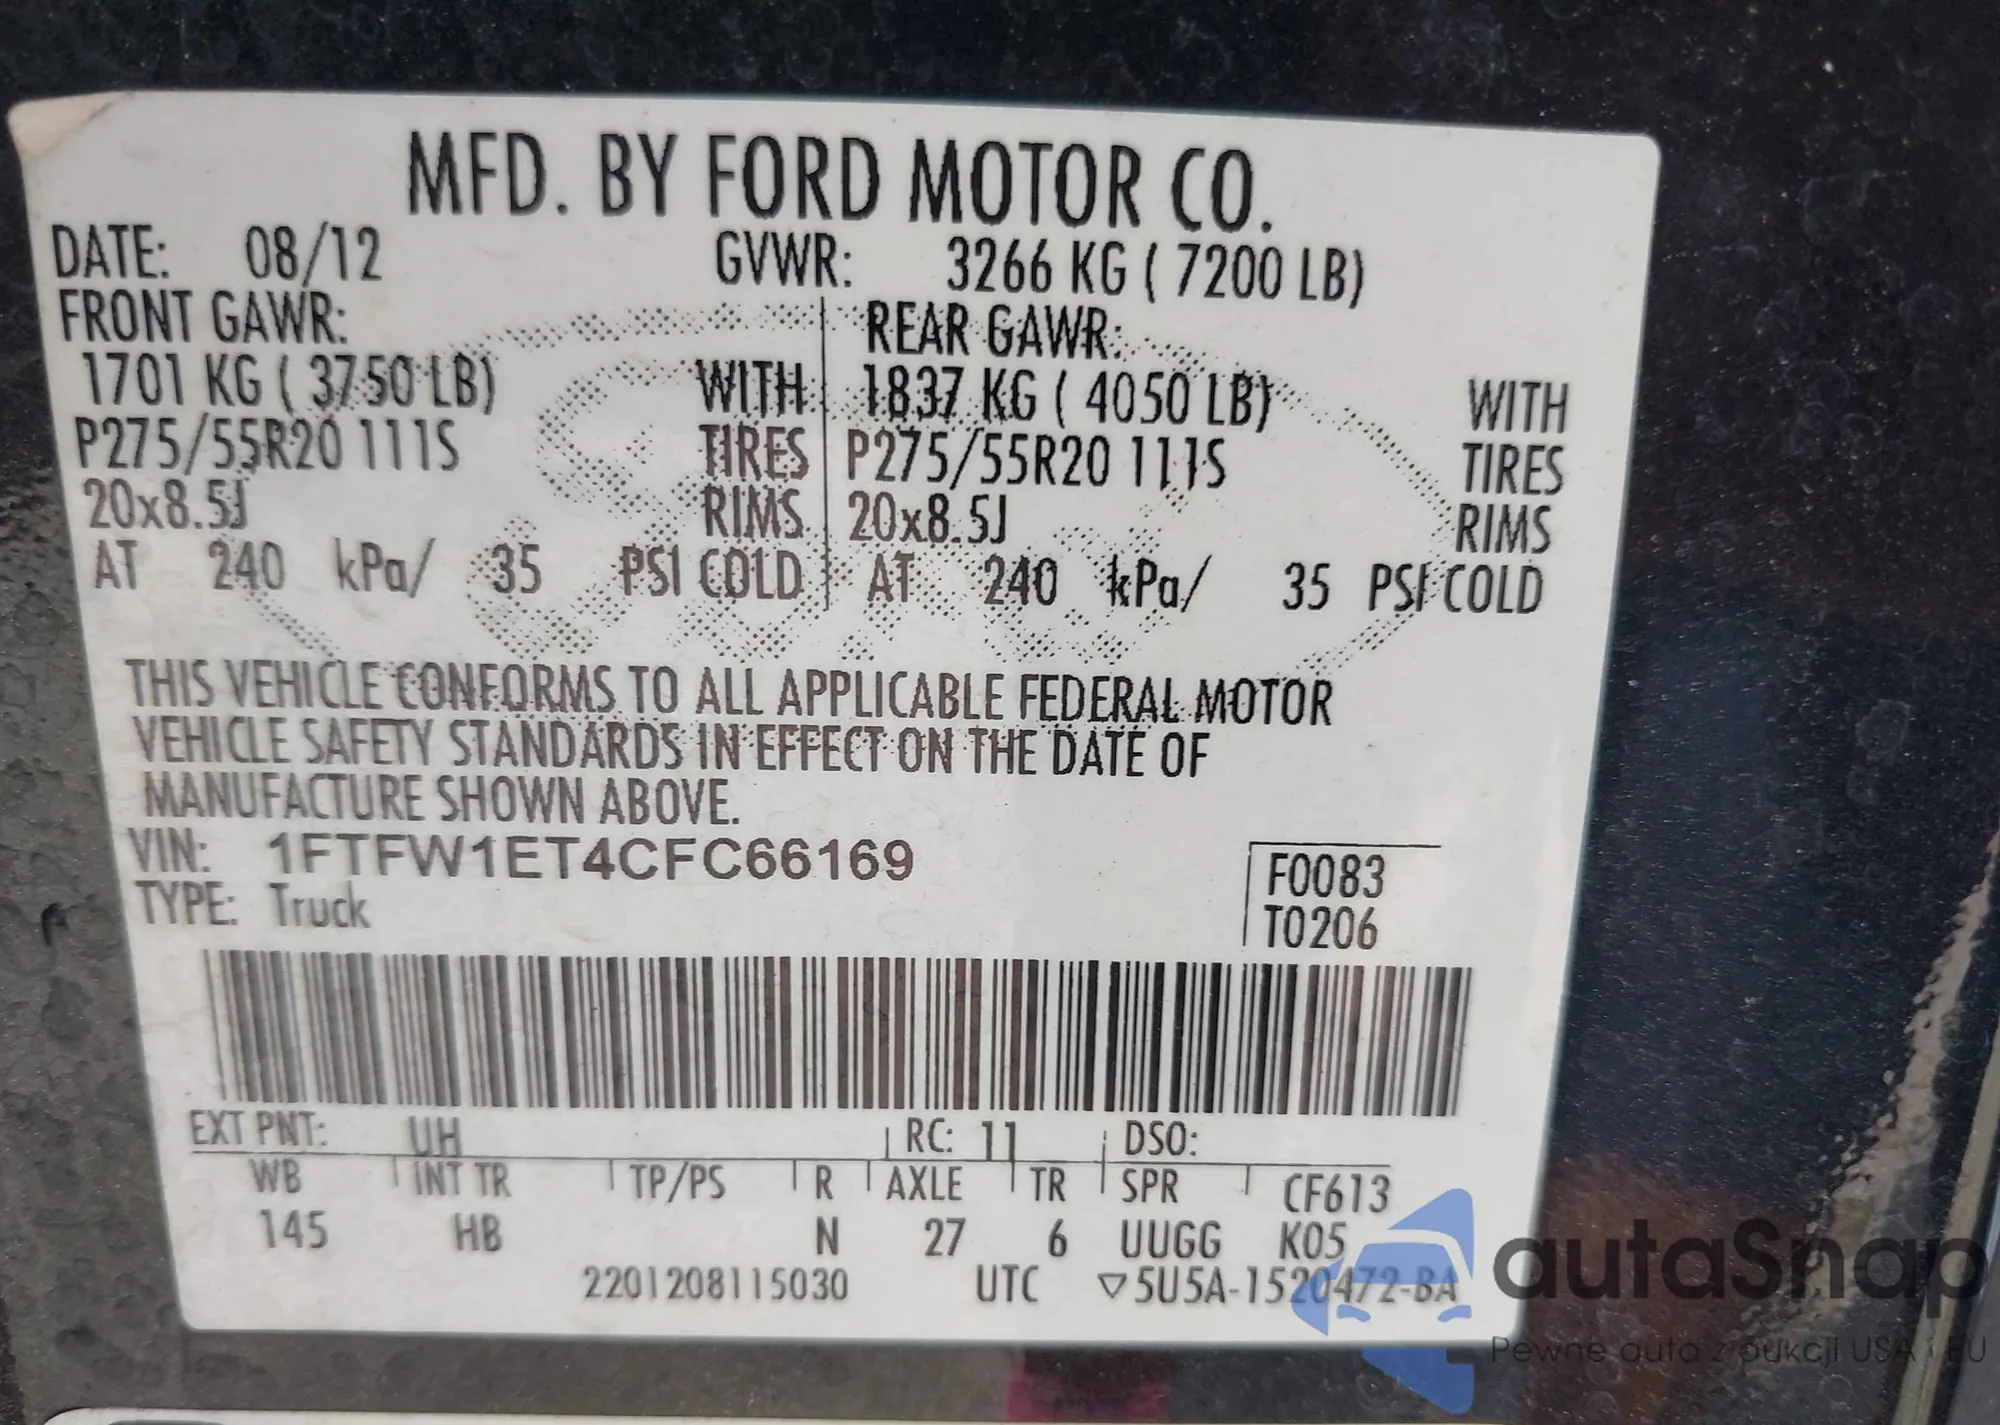 MFD. BY FORD MOTOR CO.
DATE: 08/12 GVWR: 3266 KG ( 7200 LB)
FRONT GAWR: REAR GAWR:
1701 KG ( 3750 LB) WITH 1837 KG ( 4050 LB) WITH
P275/55R20 111S TIRES P275/55R20 111S TIRES
20x8.5J RIMS 20x8.5J RIMS
AT 240 kPa/ 35 PSI COLD AT 240 kPa/ 35 PSI COLD
THIS VEHICLE CONFORMS TO ALL APPLICABLE FEDERAL MOTOR
VEHICLE SAFETY STANDARDS IN EFFECT ON THE DATE OF
MANUFACTURE SHOWN ABOVE.
VIN: 1FTFW1ET4CFC66169
TYPE: Truck
F0083
T0206
EXT PNT: UH RC: 11 DSO:
WB INT TR TP/PS R AXLE TR SPR CF613
145 HB N 27 6 UUGG K05
2201208115030 UTC ▽5U5A-1520472-BA
autaSnap
Pewne auta z aukcji USA i EU